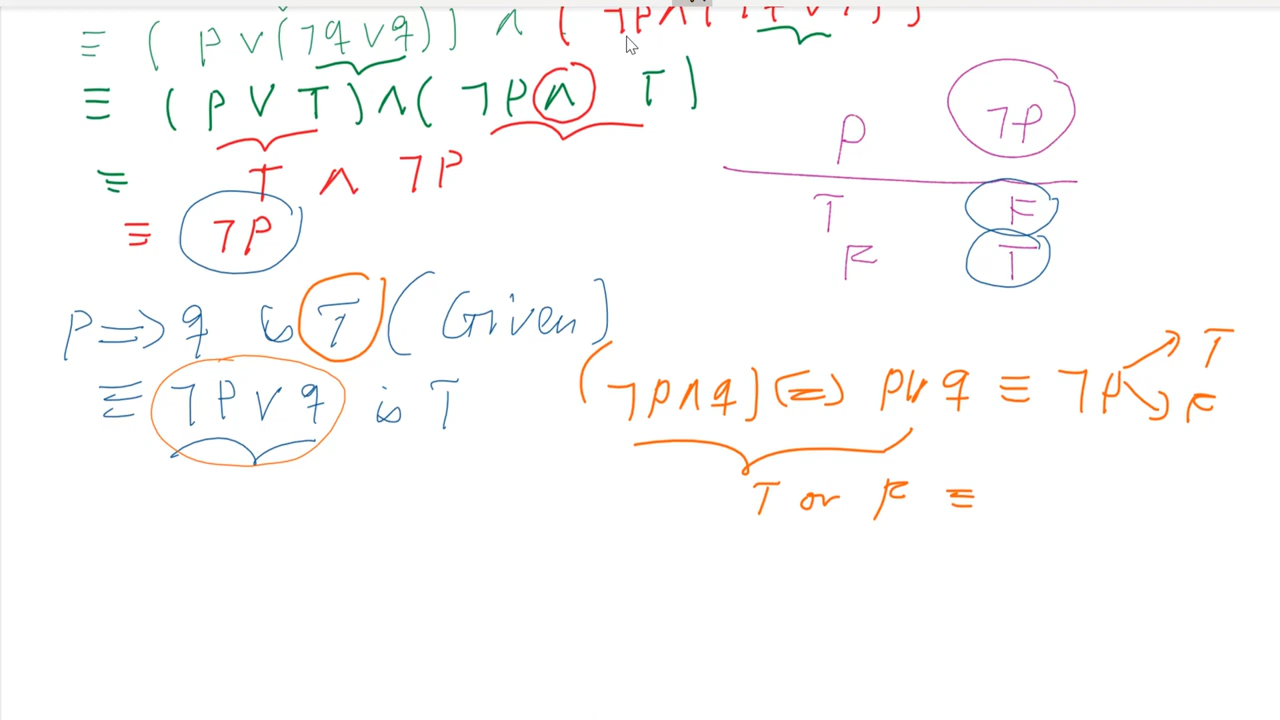 ≡ ( p ∨ (¬q ∨ q)) ∧ ( ¬p ∧
≡ ( p ∨ T ) ∧ ( ¬p ∧ T )
≡ T ∧ ¬P
≡ ¬P
P ¬P
T F
F T
P ⟹ q is T (Given)
≡ ¬P ∨ q is T
(¬p ∧ q) ⟺ p ∨ q ≡ ¬p T
F
T or F ≡